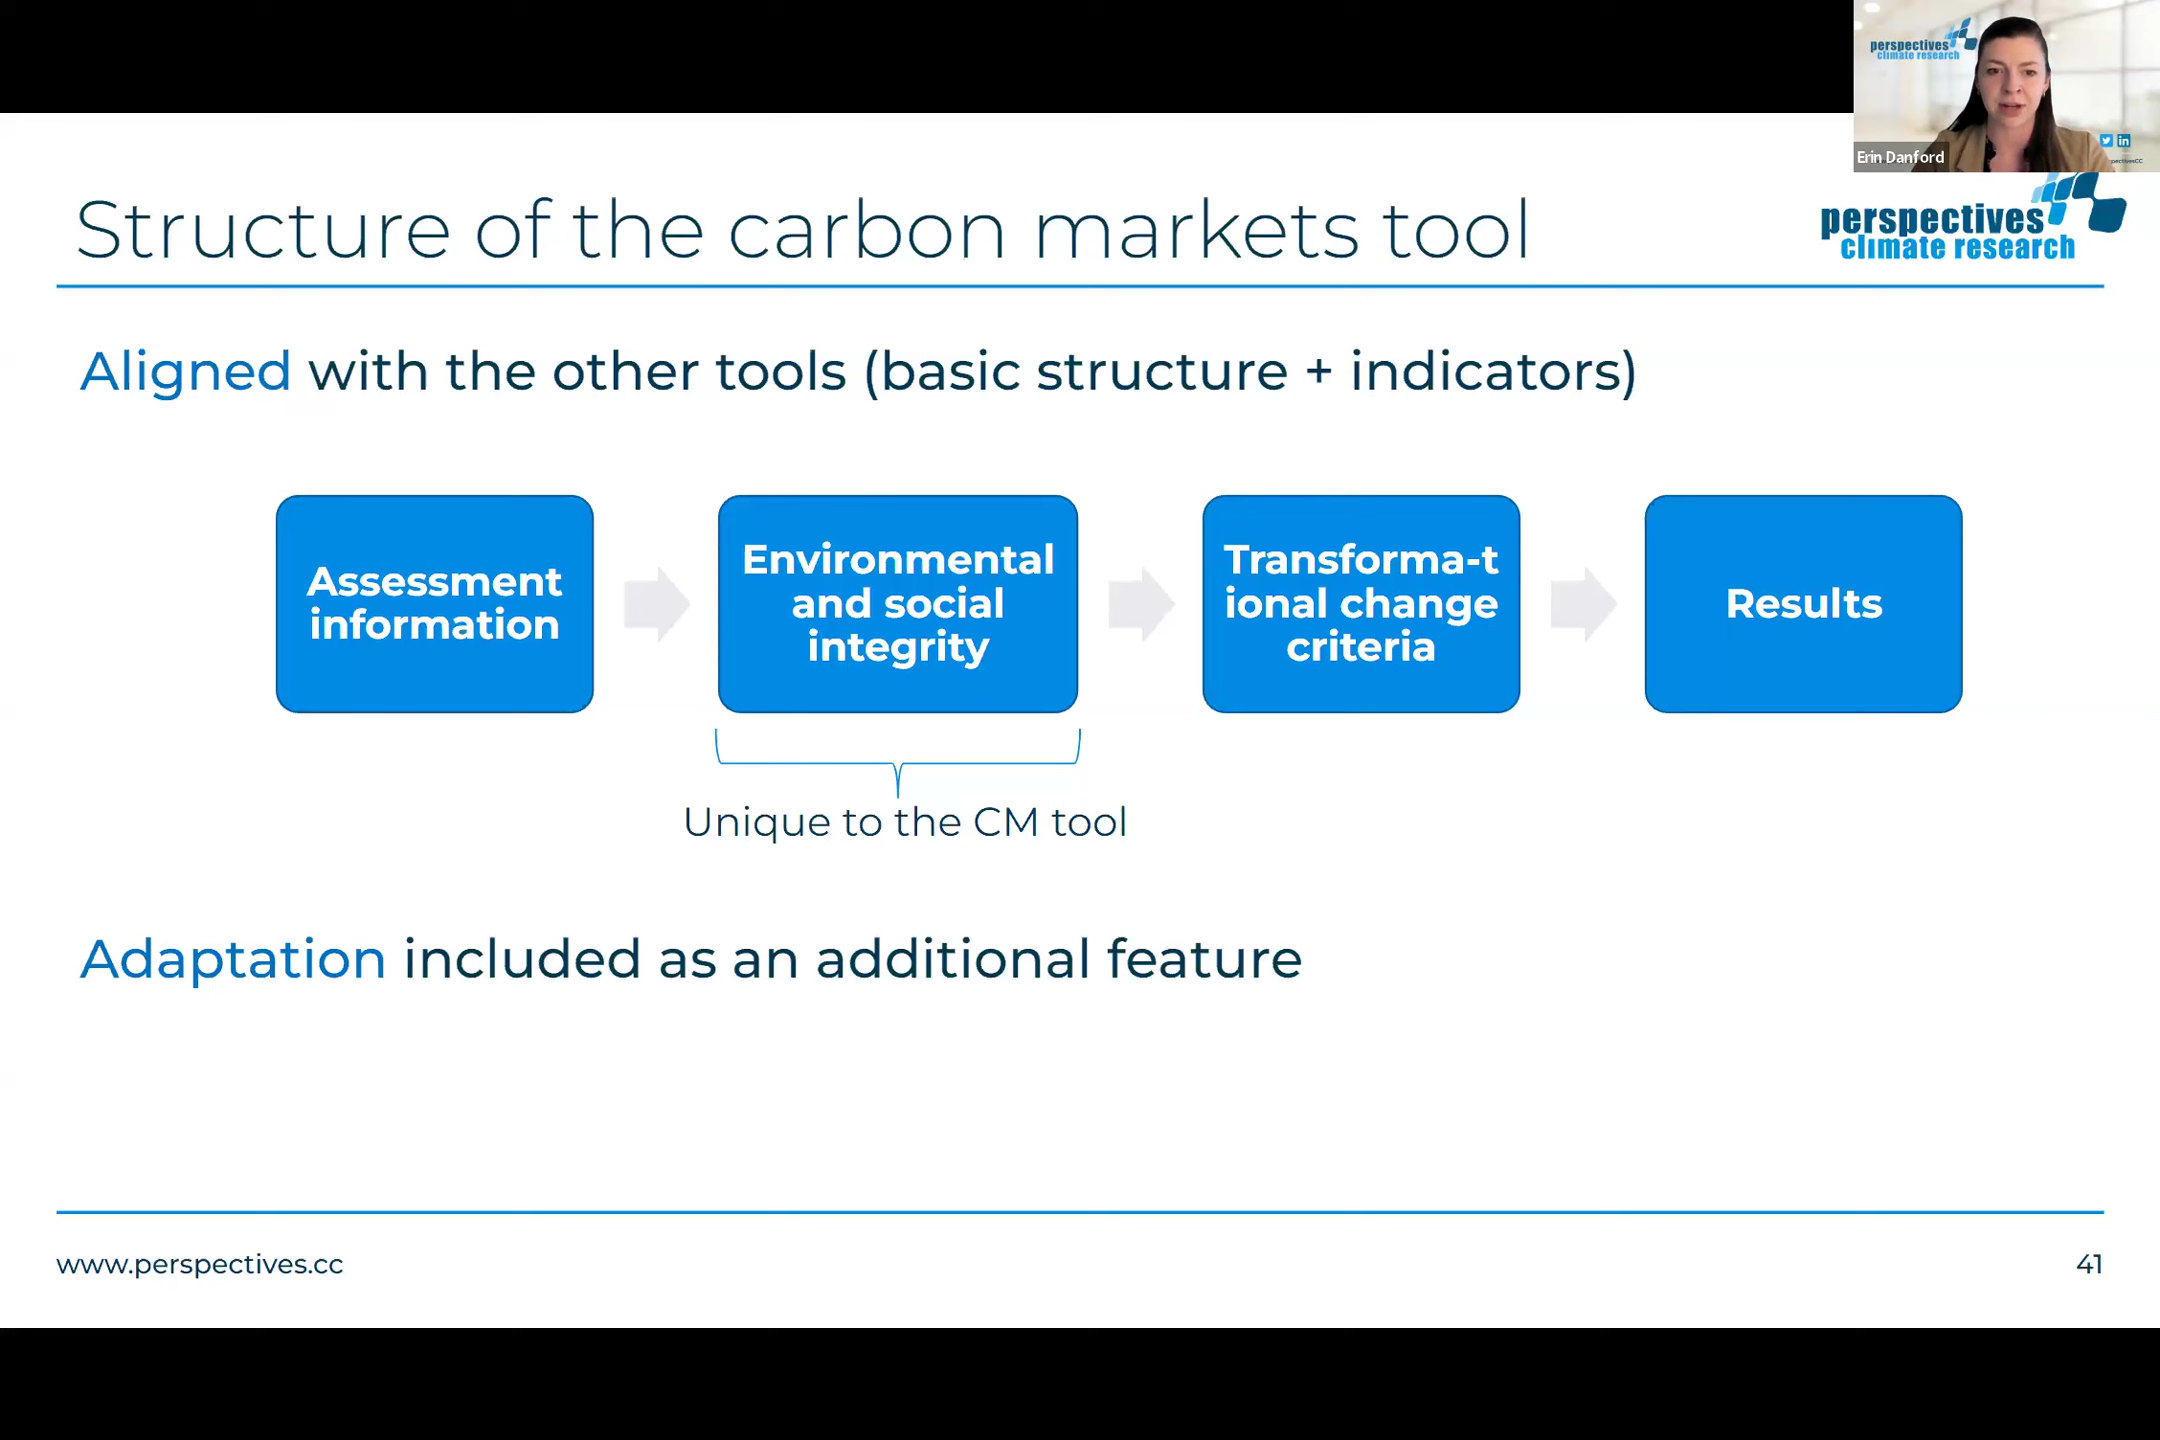 perspectives
climate research
Erin Danford
Structure of the carbon markets tool
perspectives
climate research
Aligned with the other tools (basic structure + indicators)
Assessment
information
Environmental
and social
integrity
Transforma-t
ional change
criteria
Results
Unique to the CM tool
Adaptation included as an additional feature
www.perspectives.cc
41